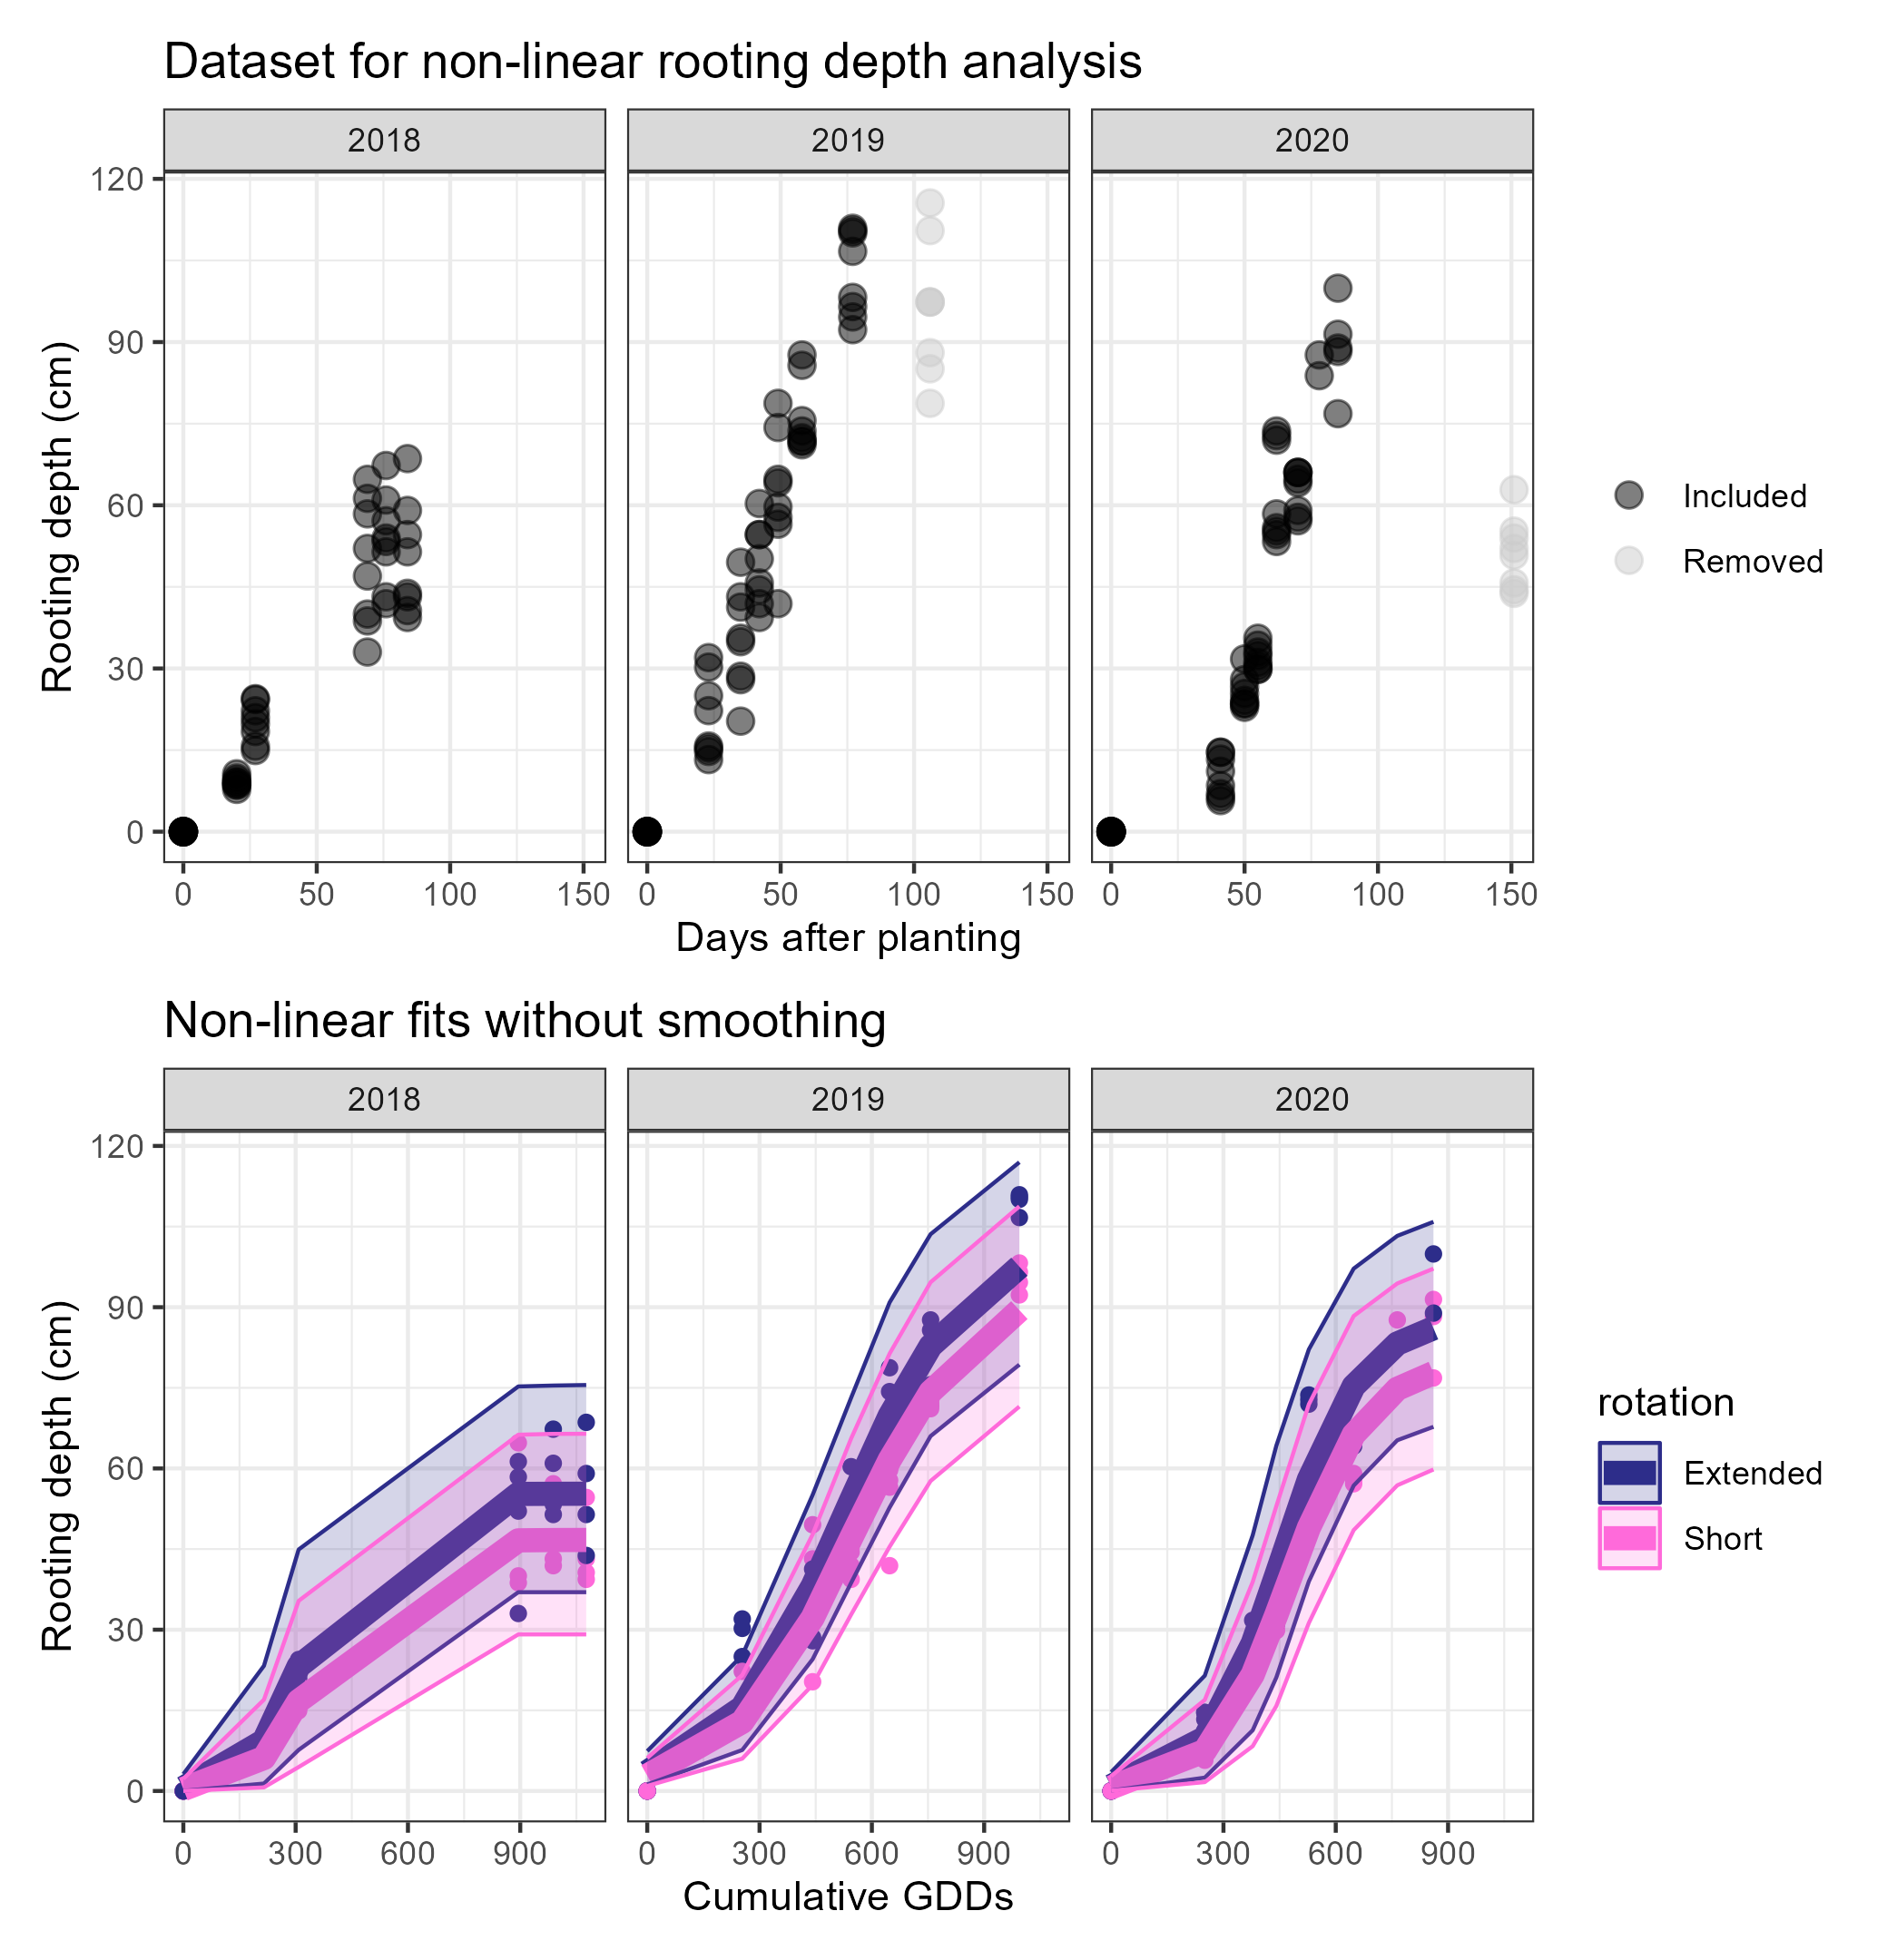 Dataset for non-linear rooting depth analysis
2018 2019 2020
120
90
60
30
0
Rooting depth (cm)
0 50 100 150 0 50 100 150 0 50 100 150
Days after planting
Included
Removed
Non-linear fits without smoothing
2018 2019 2020
120
90
60
30
0
Rooting depth (cm)
0 300 600 900 0 300 600 900 0 300 600 900
Cumulative GDDs
rotation
Extended
Short